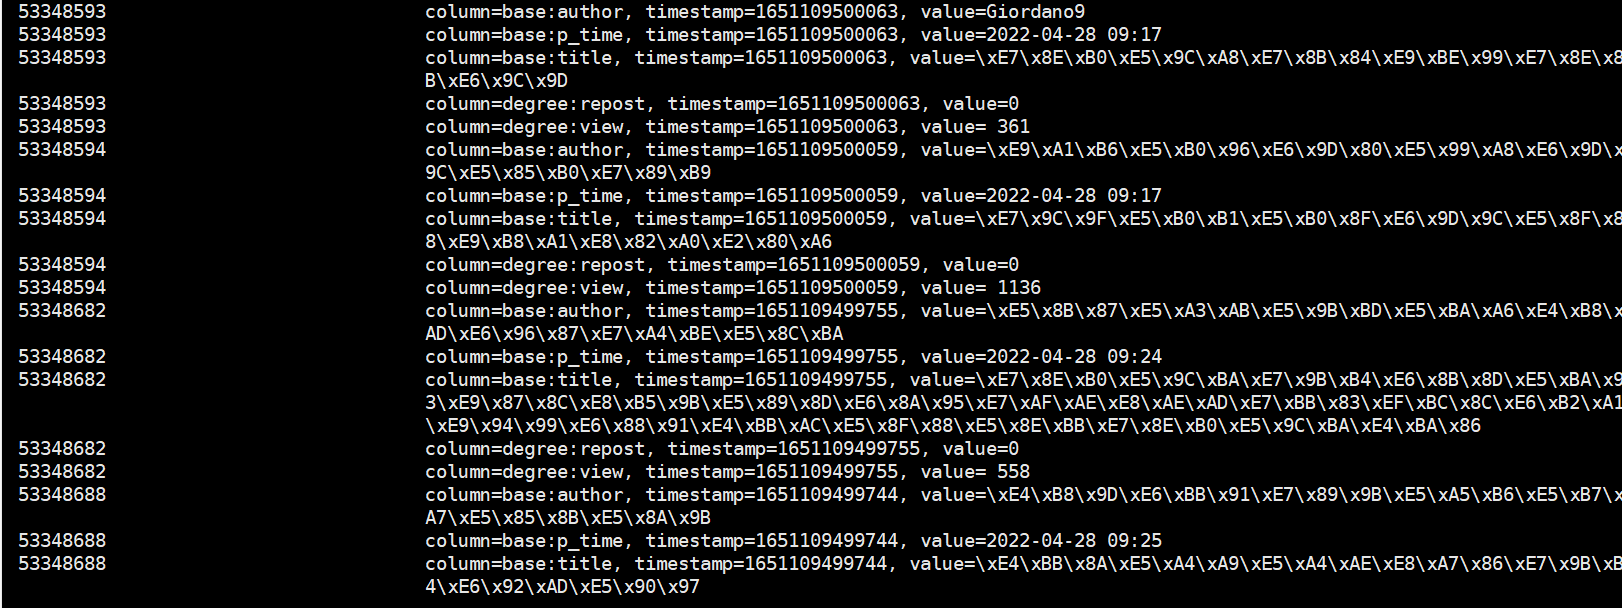 53348593 column=base:author, timestamp=1651109500063, value=Giordano9
53348593 column=base:p_time, timestamp=1651109500063, value=2022-04-28 09:17
53348593 column=base:title, timestamp=1651109500063, value=\xE7\x8E\xB0\xE5\x9C\xA8\xE7\x8B\x84\xE9\xBE\x99\xE7\x8E\x8
B\xE6\x9C\x9D
53348593 column=degree:repost, timestamp=1651109500063, value=0
53348593 column=degree:view, timestamp=1651109500063, value= 361
53348594 column=base:author, timestamp=1651109500059, value=\xE9\xA1\xB6\xE5\xB0\x96\xE6\x9D\x80\xE5\x99\xA8\xE6\x9D\x
9C\xE5\x85\xB0\xE7\x89\xB9
53348594 column=base:p_time, timestamp=1651109500059, value=2022-04-28 09:17
53348594 column=base:title, timestamp=1651109500059, value=\xE7\x9C\x9F\xE5\xB0\xB1\xE5\xB0\x8F\xE6\x9D\x9C\xE5\x8F\x8
8\xE9\xB8\xA1\xE8\x82\xA0\xE2\x80\xA6
53348594 column=degree:repost, timestamp=1651109500059, value=0
53348594 column=degree:view, timestamp=1651109500059, value= 1136
53348682 column=base:author, timestamp=1651109499755, value=\xE5\x8B\x87\xE5\xA3\xAB\xE5\x9B\xBD\xE5\xBA\xA6\xE4\xB8\x
AD\xE6\x96\x87\xE7\xA4\xBE\xE5\x8C\xBA
53348682 column=base:p_time, timestamp=1651109499755, value=2022-04-28 09:24
53348682 column=base:title, timestamp=1651109499755, value=\xE7\x8E\xB0\xE5\x9C\xBA\xE7\x9B\xB4\xE6\x8B\x8D\xE5\xBA\x9
3\xE9\x87\x8C\xE8\xB5\x9B\xE5\x89\x8D\xE6\x8A\x95\xE7\xAF\xAE\xE8\xAE\xAD\xE7\xBB\x83\xEF\xBC\x8C\xE6\xB2\xA1
\xE9\x94\x99\xE6\x88\x91\xE4\xBB\xAC\xE5\x8F\x88\xE5\x8E\xBB\xE7\x8E\xB0\xE5\x9C\xBA\xE4\xBA\x86
53348682 column=degree:repost, timestamp=1651109499755, value=0
53348682 column=degree:view, timestamp=1651109499755, value= 558
53348688 column=base:author, timestamp=1651109499744, value=\xE4\xB8\x9D\xE6\xBB\x91\xE7\x89\x9B\xE5\xA5\xB6\xE5\xB7\x
A7\xE5\x85\x8B\xE5\x8A\x9B
53348688 column=base:p_time, timestamp=1651109499744, value=2022-04-28 09:25
53348688 column=base:title, timestamp=1651109499744, value=\xE4\xBB\x8A\xE5\xA4\xA9\xE5\xA4\xAE\xE8\xA7\x86\xE7\x9B\xB
4\xE6\x92\xAD\xE5\x90\x97